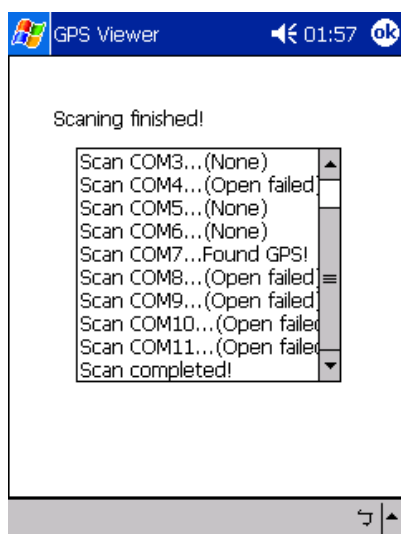 GPS Viewer 01:57 ok
Scaning finished!
Scan COM3...(None)
Scan COM4...(Open failed)
Scan COM5...(None)
Scan COM6...(None)
Scan COM7...Found GPS!
Scan COM8...(Open failed)
Scan COM9...(Open failed)
Scan COM10...(Open failed
Scan COM11...(Open failed
Scan completed!